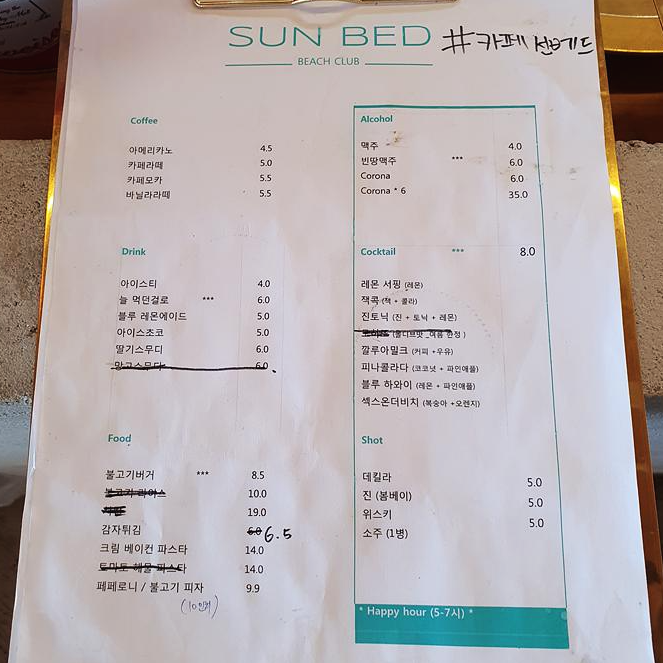 SUN BED
BEACH CLUB
#카페썬베드
Coffee
아메리카노 4.5
카페라떼 5.0
카페모카 5.5
바닐라라떼 5.5
Drink
아이스티 4.0
늘 먹던걸로 *** 6.0
블루 레몬에이드 5.0
아이스초코 5.0
딸기스무디 6.0
망고스무디 6.0
Food
불고기버거 *** 8.5
불고기 라이스 10.0
19.0
감자튀김 6.0 6.5
크림 베이컨 파스타 14.0
토마토 해물 파스타 14.0
페페로니 / 불고기 피자 9.9
(10인치)
Alcohol
맥주 4.0
빈땅맥주 *** 6.0
Corona 6.0
Corona * 6 35.0
Cocktail *** 8.0
레몬 서핑 (레몬)
잭콕 (잭 + 콜라)
진토닉 (진 + 토닉 + 레몬)
(올디브맛 _여름 한정)
깔루아밀크 (커피 +우유)
피나콜라다 (코코넛 + 파인애플)
블루 하와이 (레몬 + 파인애플)
섹스온더비치 (복숭아 +오렌지)
Shot
데킬라 5.0
진 (봄베이) 5.0
위스키 5.0
소주 (1병)
* Happy hour (5-7시) *